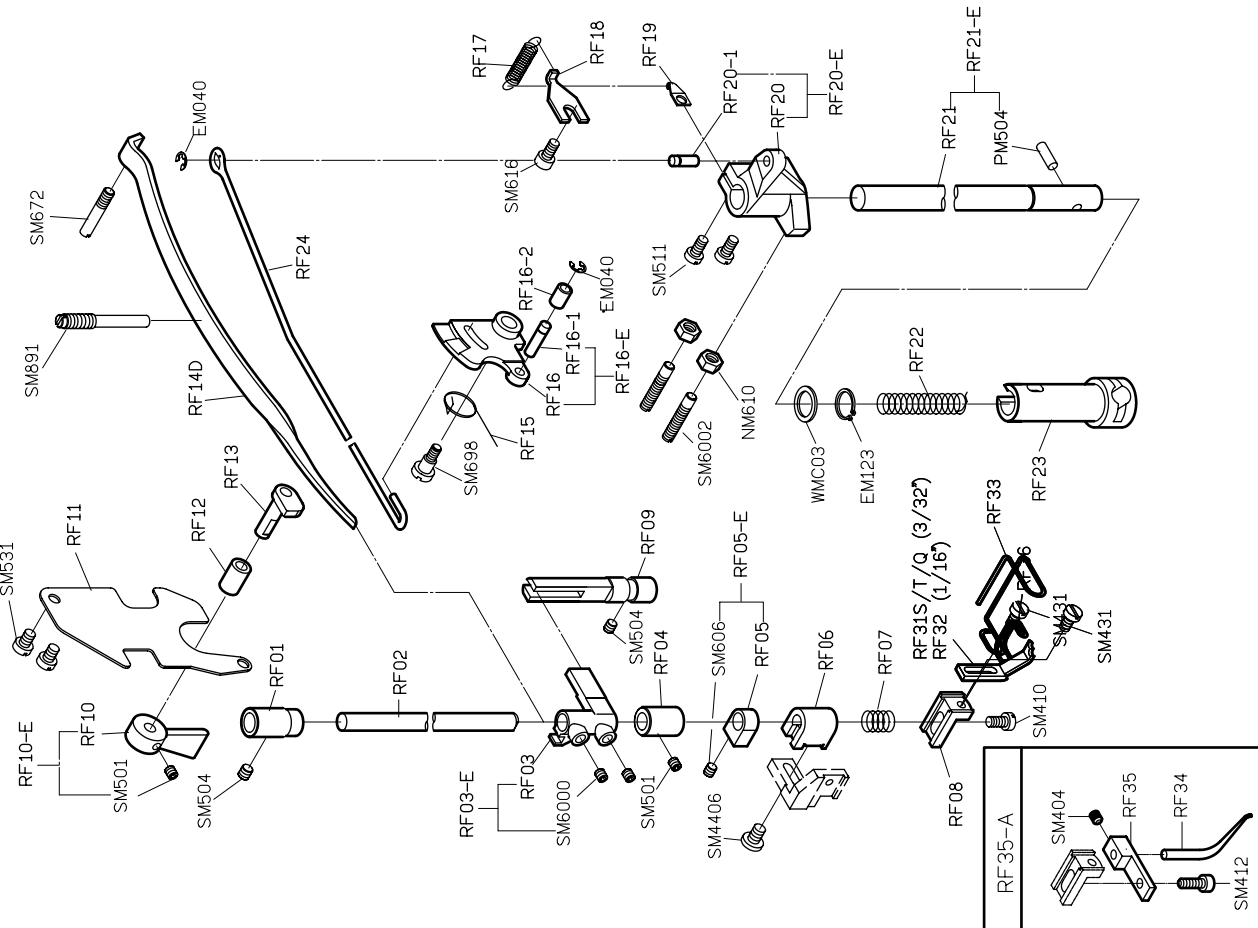 RF17
RF18
RF19
RF20-1
RF20
RF20-E
RF21
RF21-E
PM504
EM040
SM616
SM672
RF24
SM511
SM891
RF14D
RF16-2
EM040
RF16-1
RF16
RF16-E
RF15
SM698
NM610
SM6002
WMC03
EM123
RF22
RF23
RF13
RF12
RF11
SM531
RF09
SM504
RF05-E
RF31S/T/Q (3/32")
RF32 (1/16")
RF33
SM431
SM431
RF10-E
RF10
SM501
RF01
SM504
RF02
RF03-E
RF03
SM6000
RF04
SM501
SM606
RF05
RF06
SM4406
RF07
RF08
SM410
RF35-A
SM404
RF35
RF34
SM412